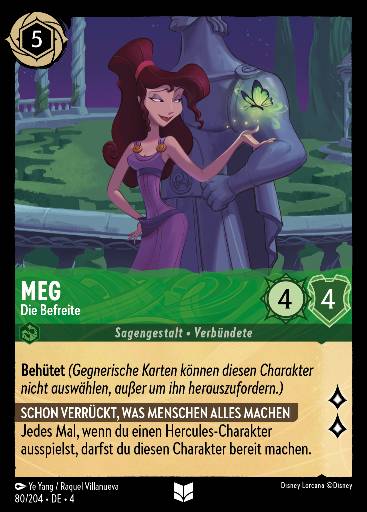 5
MEG
Die Befreite
4
4
Sagengestalt • Verbündete
Behütet (Gegnerische Karten können diesen Charakter
nicht auswählen, außer um ihn herauszufordern.)
SCHON VERRÜCKT, WAS MENSCHEN ALLES MACHEN
Jedes Mal, wenn du einen Hercules-Charakter
ausspielst, darfst du diesen Charakter bereit machen.
Ye Yang / Raquel Villanueva
80/204 • DE • 4
Disney Lorcana ©Disney